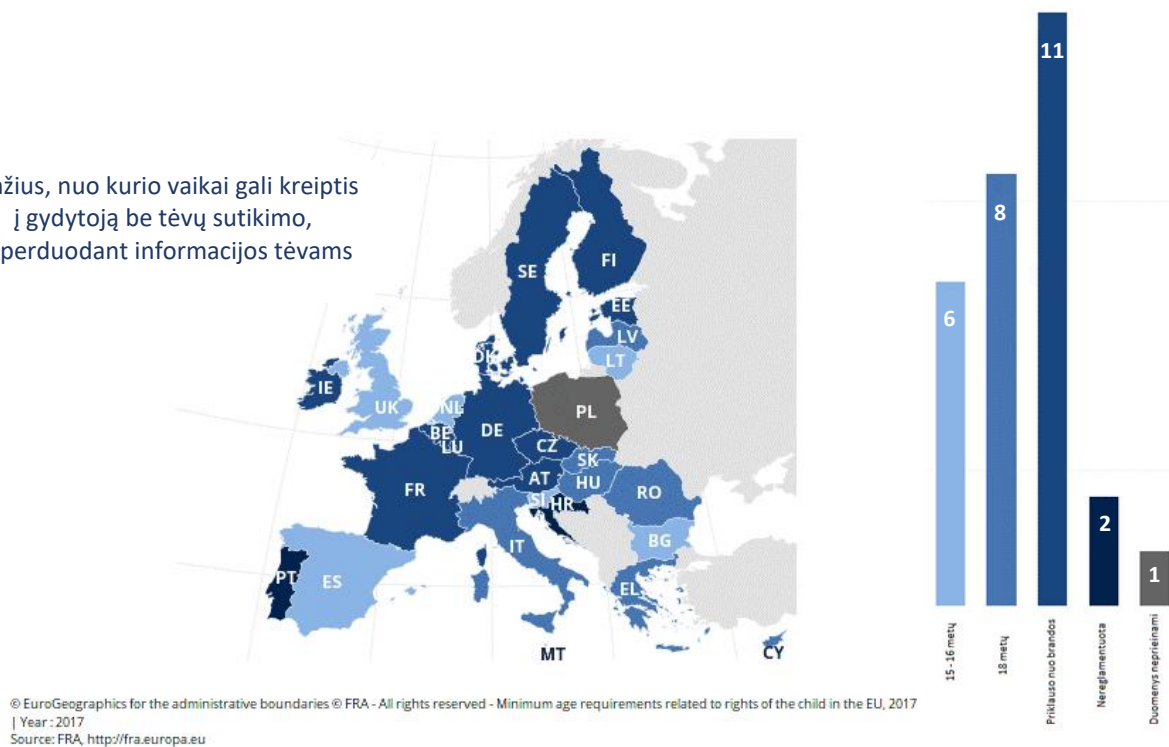 žius, nuo kurio vaikai gali kreiptis
į gydytoją be tėvų sutikimo,
perduodant informacijos tėvams
SE
FI
EE
LV
LT
DK
IE
UK
NL
BE
LU
DE
PL
CZ
SK
AT
HU
FR
SI
HR
RO
IT
BG
PT
ES
EL
MT
CY
11
8
6
2
1
15 - 16 metų
18 metų
Priklauso nuo brandos
Nereglamentuota
Duomenys neprieinami
© EuroGeographics for the administrative boundaries © FRA - All rights reserved - Minimum age requirements related to rights of the child in the EU, 2017
| Year : 2017
Source: FRA, http://fra.europa.eu